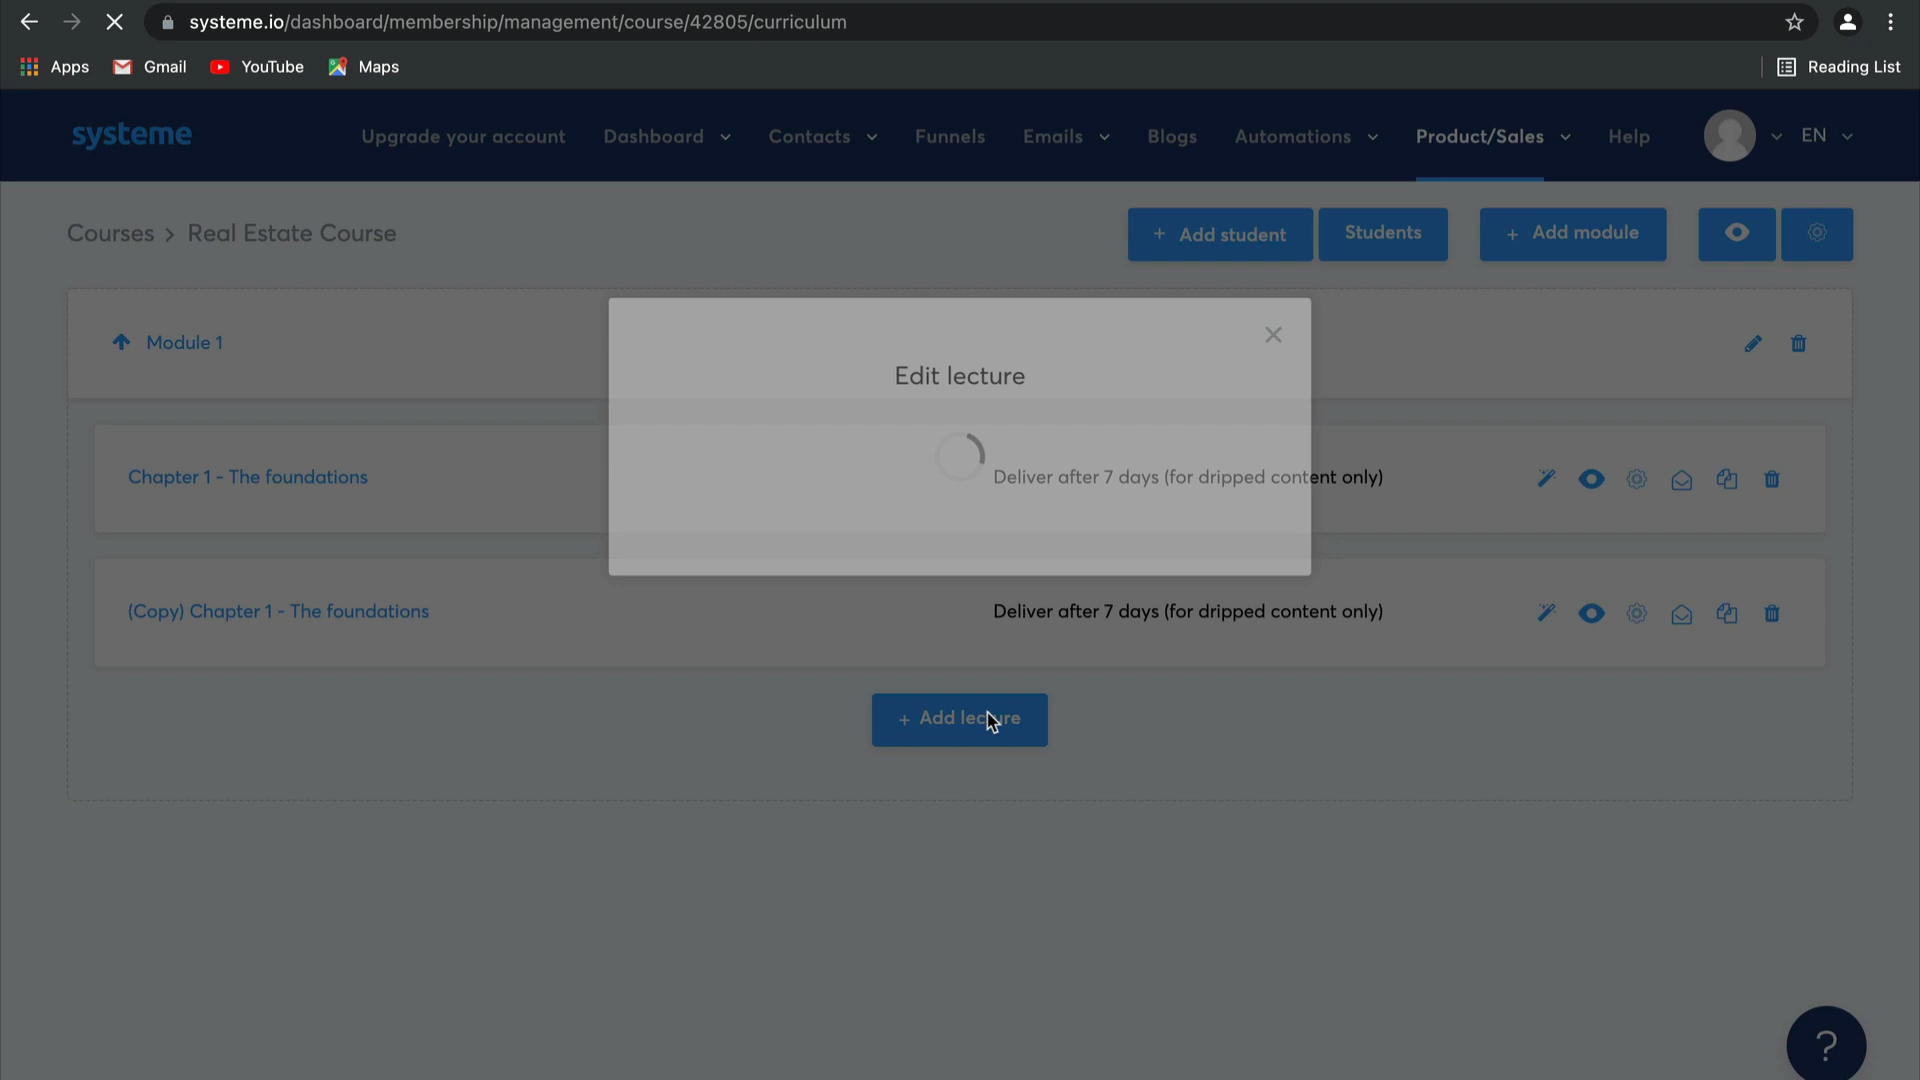 systeme.io/dashboard/membership/management/course/42805/curriculum
Apps Gmail YouTube Maps Reading List
systeme Upgrade your account Dashboard Contacts Funnels Emails Blogs Automations Product/Sales Help EN
Courses > Real Estate Course + Add student Students + Add module
Module 1
Edit lecture
Chapter 1 - The foundations Deliver after 7 days (for dripped content only)
(Copy) Chapter 1 - The foundations Deliver after 7 days (for dripped content only)
+ Add lecture
?